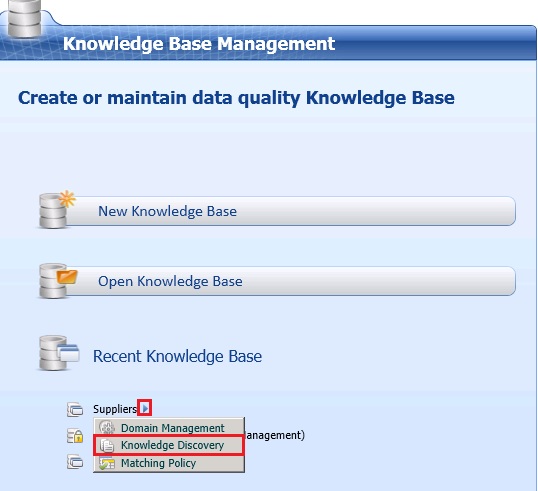 Knowledge Base Management
Create or maintain data quality Knowledge Base
New Knowledge Base
Open Knowledge Base
Recent Knowledge Base
Suppliers
Domain Management
Knowledge Discovery
anagement)
Matching Policy